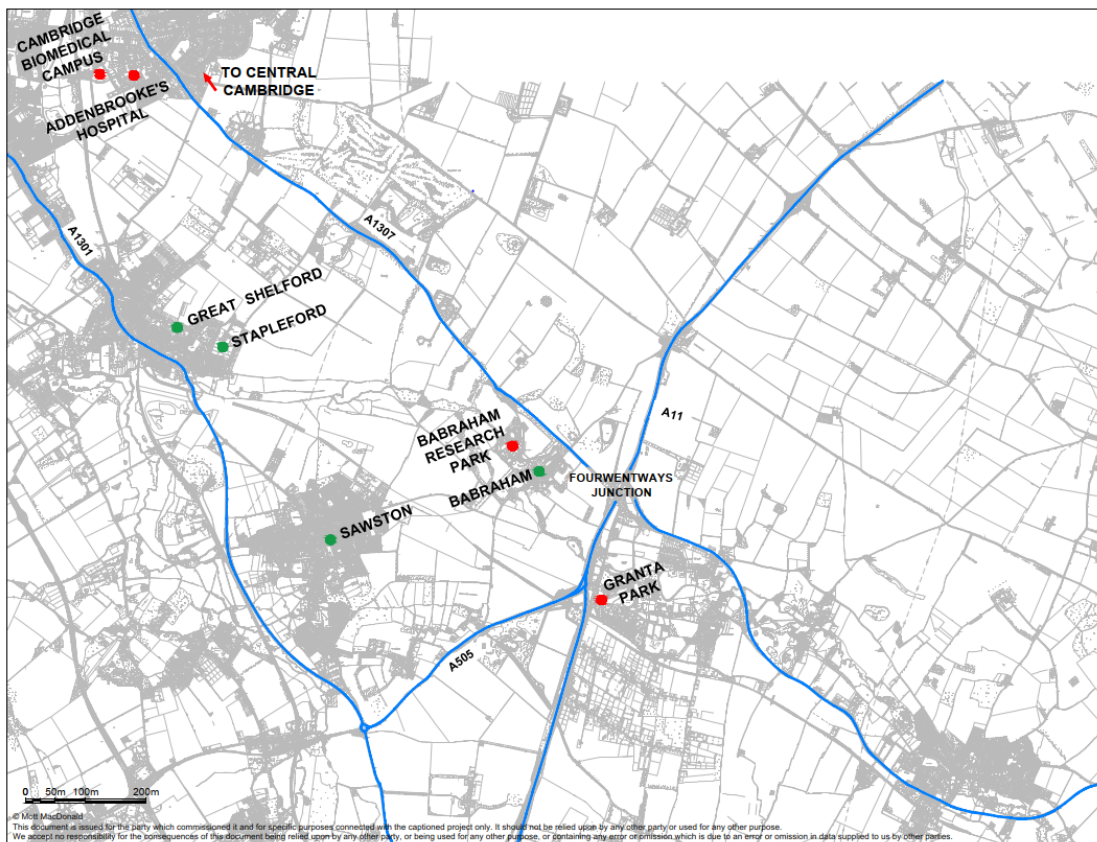 CAMBRIDGE
BIOMEDICAL
CAMPUS
ADDENBROOKE'S
HOSPITAL
TO CENTRAL
CAMBRIDGE
A1301
A1307
GREAT SHELFORD
STAPLEFORD
A11
BABRAHAM
RESEARCH
PARK
BABRAHAM
FOURWENTWAYS
JUNCTION
SAWSTON
GRANTA
PARK
A505
0 50m 100m 200m
© Mott MacDonald
This document is issued for the party which commissioned it and for specific purposes connected with the captioned project only. It should not be relied upon by any other party or used for any other purpose.
We accept no responsibility for the consequences of this document being relied upon by any other party, or being used for any other purpose, or containing any error or omission which is due to an error or omission in data supplied to us by other parties.